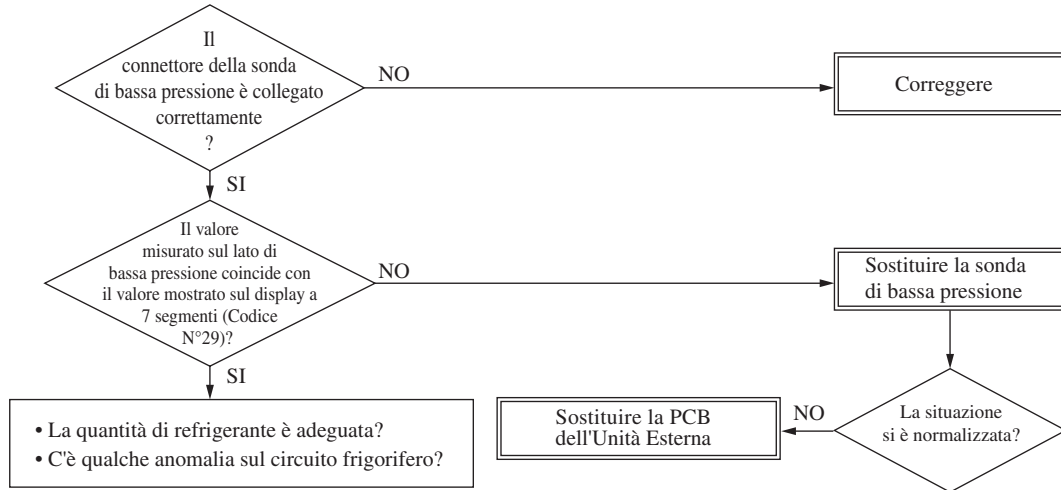 Il
connettore della sonda
di bassa pressione è collegato
correttamente
?
NO
Correggere
SI
Il valore
misurato sul lato di
bassa pressione coincide con
il valore mostrato sul display a
7 segmenti (Codice
N°29)?
NO
Sostituire la sonda
di bassa pressione
SI
• La quantità di refrigerante è adeguata?
• C'è qualche anomalia sul circuito frigorifero?
Sostituire la PCB
dell'Unità Esterna
NO
La situazione
si è normalizzata?